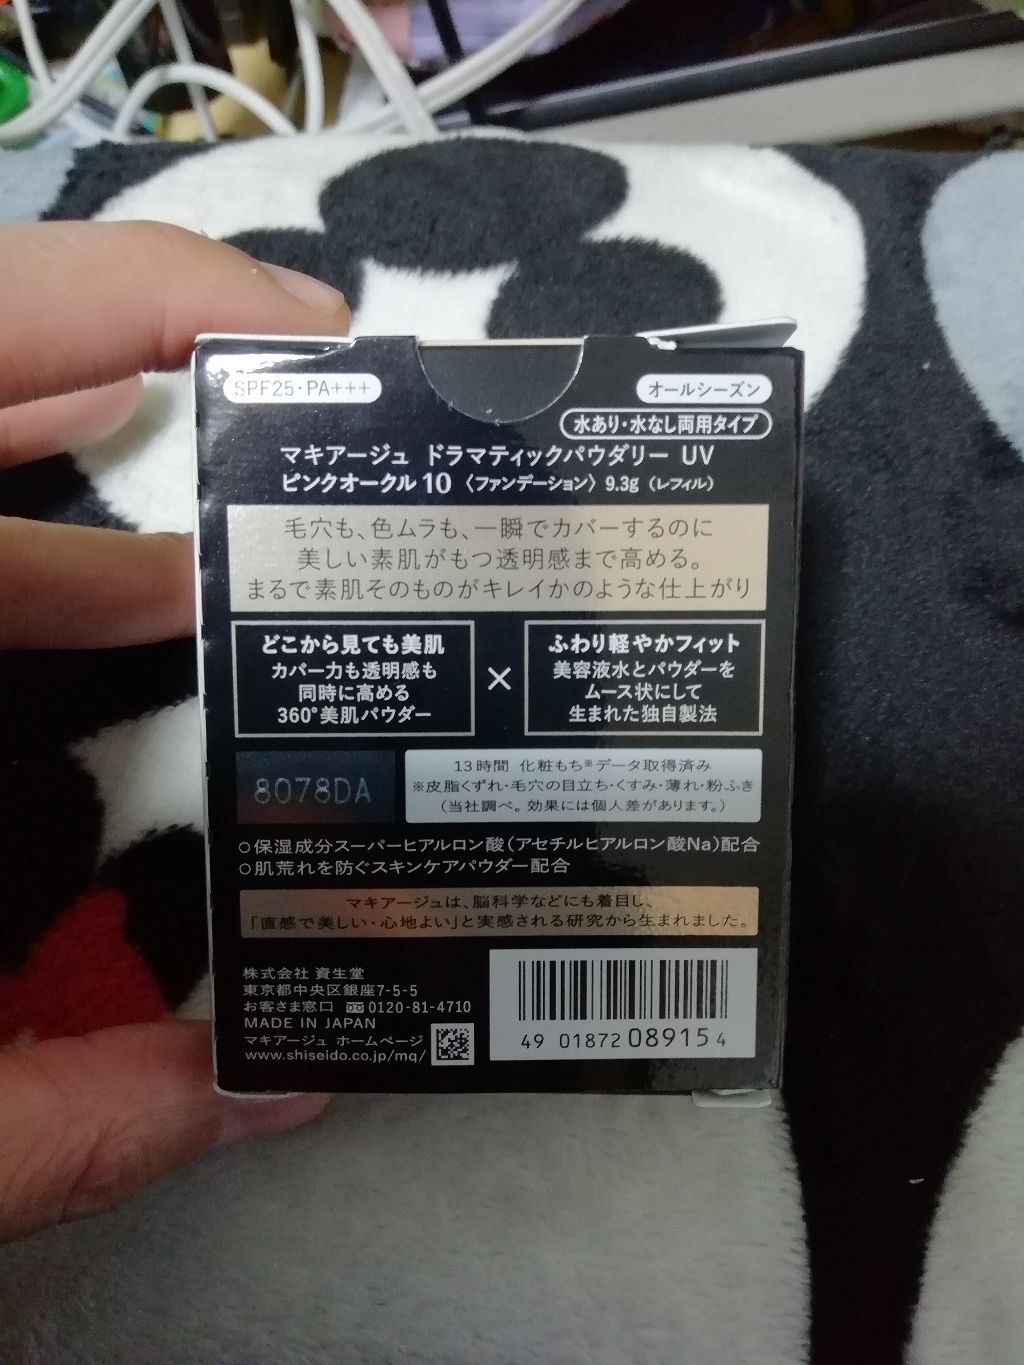 SPF25・PA+++
オールシーズン
水あり・水なし両用タイプ
マキアージュ ドラマティックパウダリー UV
ピンクオークル 10 〈ファンデーション〉 9.3g (レフィル)
毛穴も、色ムラも、一瞬でカバーするのに
美しい素肌がもつ透明感まで高める。
まるで素肌そのものがキレイかのような仕上がり
どこから見ても美肌
カバー力も透明感も
同時に高める
360°美肌パウダー
×
ふわり軽やかフィット
美容液水とパウダーを
ムース状にして
生まれた独自製法
8078DA
13時間 化粧もち※データ取得済み
※皮脂くずれ・毛穴の目立ち・くすみ・薄れ・粉ふき
(当社調べ。効果には個人差があります。)
○保湿成分スーパーヒアルロン酸(アセチルヒアルロン酸Na)配合
○肌荒れを防ぐスキンケアパウダー配合
マキアージュは、脳科学などにも着目し、
「直感で美しい・心地よい」と実感される研究から生まれました。
株式会社 資生堂
東京都中央区銀座7-5-5
お客さま窓口 0120-81-4710
MADE IN JAPAN
マキアージュ ホームページ
www.shiseido.co.jp/mq/
49 01872 089154